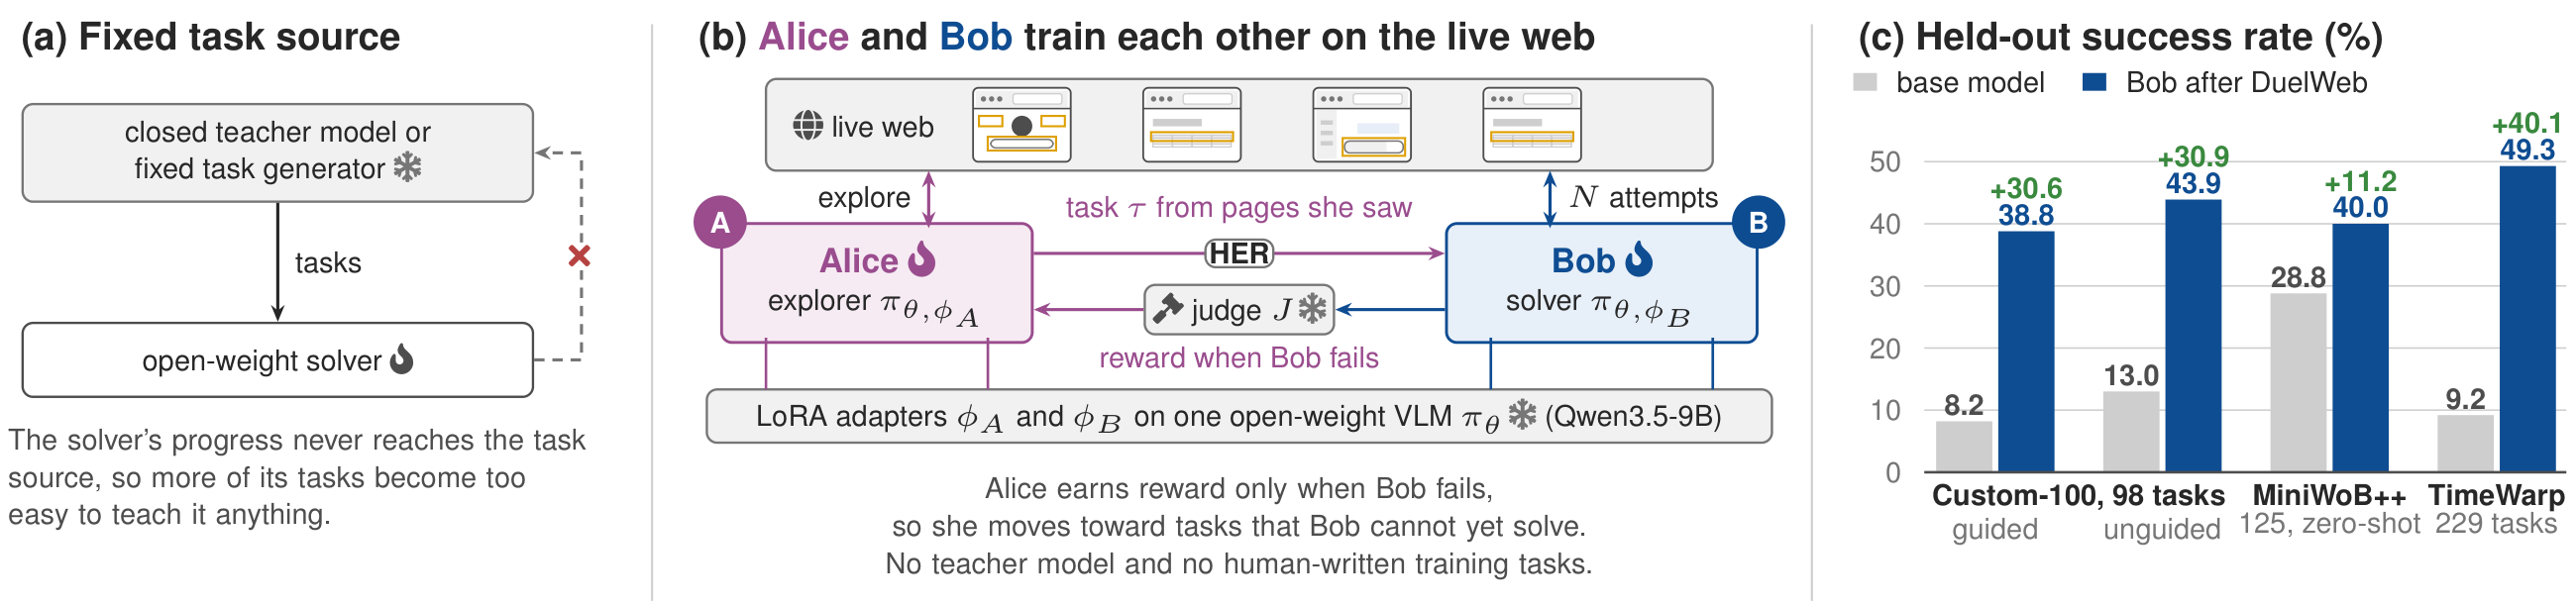 (a) Fixed task source
closed teacher model or
fixed task generator
tasks
open-weight solver
The solver's progress never reaches the task
source, so more of its tasks become too
easy to teach it anything.
(b) Alice and Bob train each other on the live web
live web
explore
task τ from pages she saw
N attempts
A
B
Alice
explorer π_{θ,ϕ_A}
HER
judge J
reward when Bob fails
Bob
solver π_{θ,ϕ_B}
LoRA adapters ϕ_A and ϕ_B on one open-weight VLM π_θ (Qwen3.5-9B)
Alice earns reward only when Bob fails,
so she moves toward tasks that Bob cannot yet solve.
No teacher model and no human-written training tasks.
(c) Held-out success rate (%)
base model
Bob after DuelWeb
50
40
30
20
10
0
8.2
+30.6
38.8
13.0
+30.9
43.9
28.8
+11.2
40.0
9.2
+40.1
49.3
Custom-100, 98 tasks
guided
unguided
MiniWoB++
125, zero-shot
TimeWarp
229 tasks